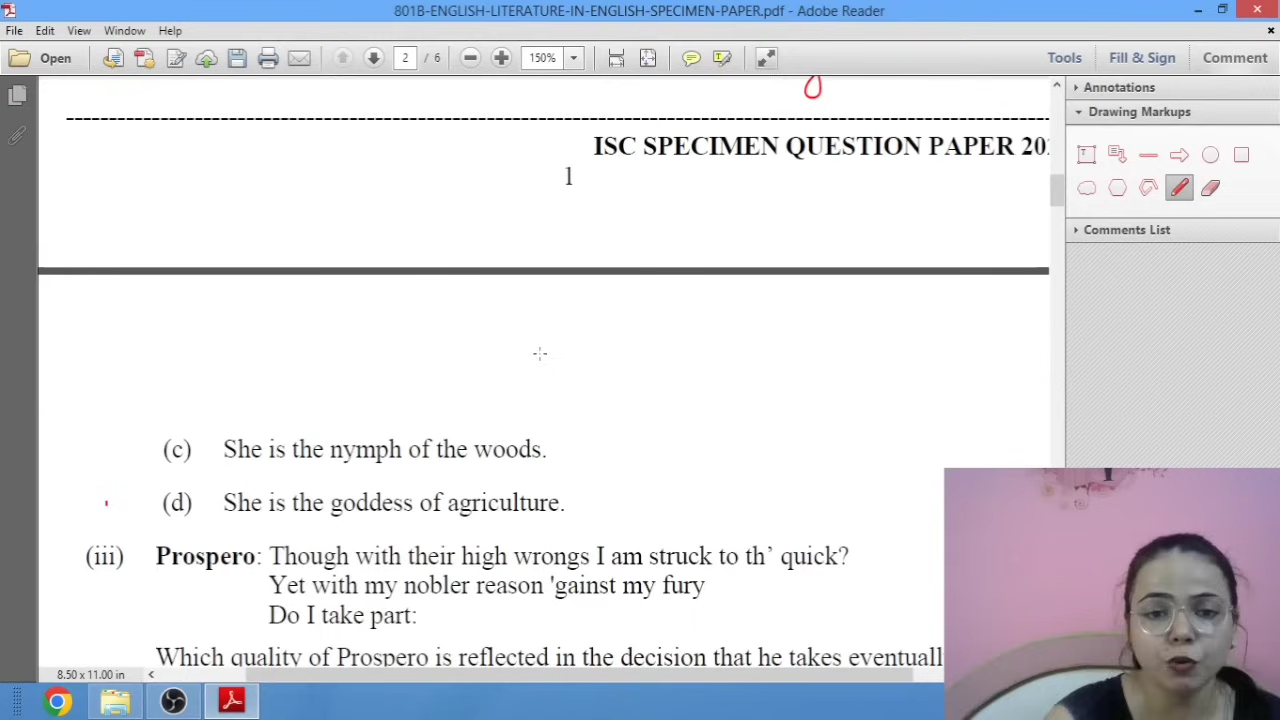 801B-ENGLISH-LITERATURE-IN-ENGLISH-SPECIMEN-PAPER.pdf - Adobe Reader
File Edit View Window Help
Open 2 / 6 150% Tools Fill & Sign Comment
Annotations
Drawing Markups
Comments List
ISC SPECIMEN QUESTION PAPER 20
1
(c) She is the nymph of the woods.
(d) She is the goddess of agriculture.
(iii) Prospero: Though with their high wrongs I am struck to th’ quick?
Yet with my nobler reason 'gainst my fury
Do I take part:
Which quality of Prospero is reflected in the decision that he takes eventuall
8.50 x 11.00 in